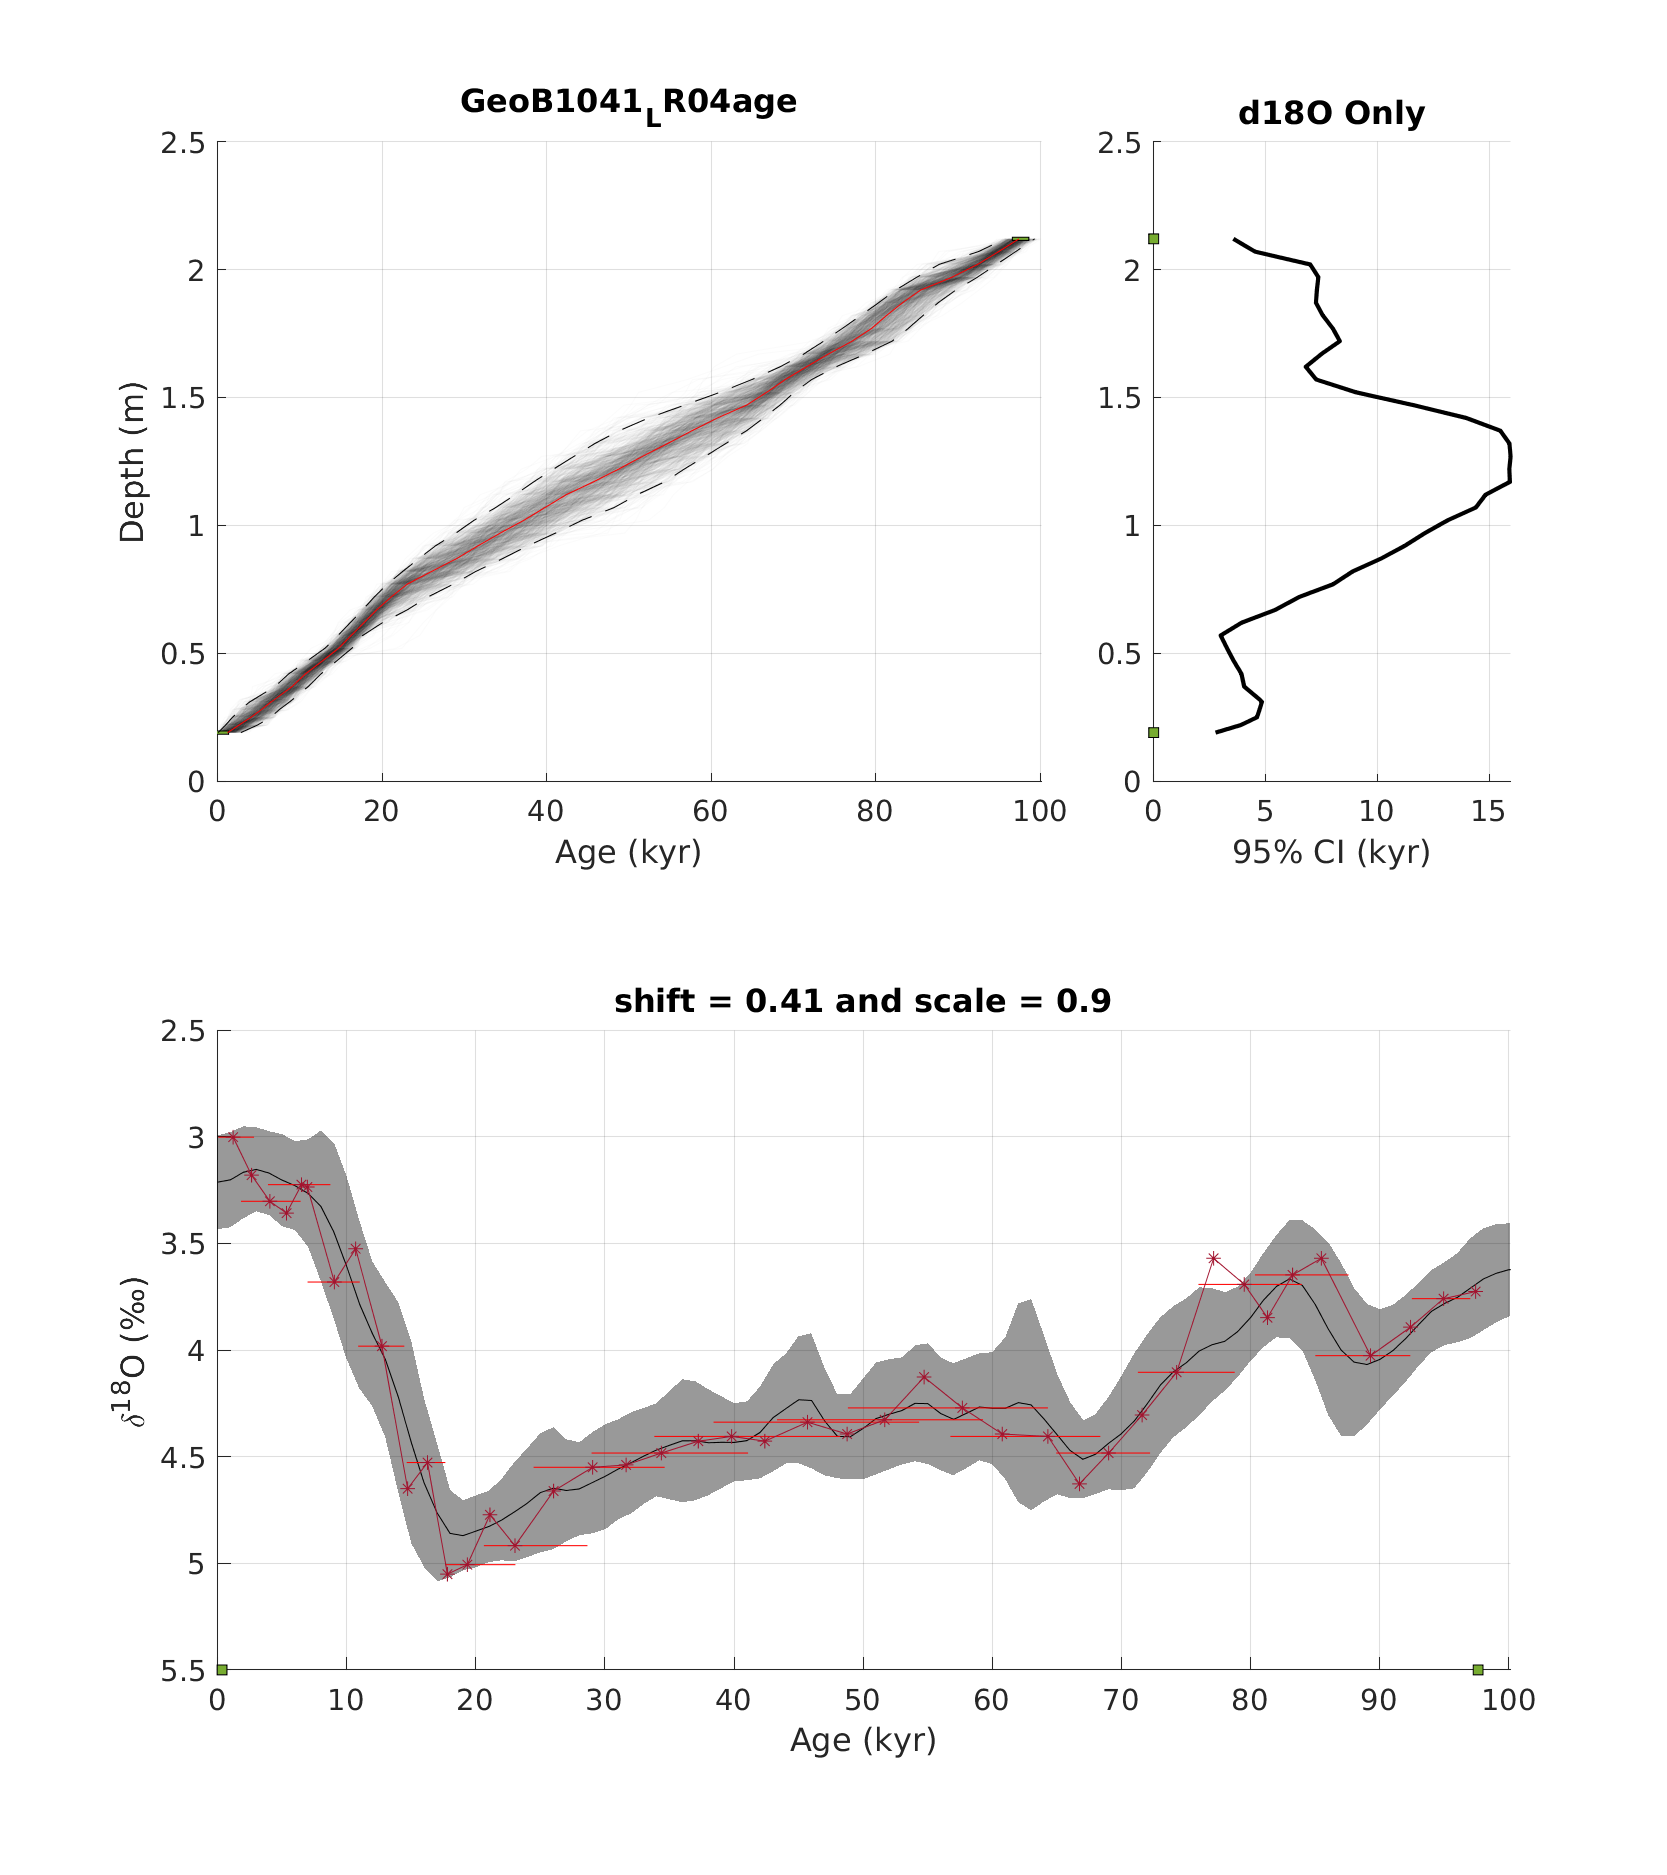 GeoB1041LR04age
2.5
2
1.5
1
0.5
0
0 20 40 60 80 100
Depth (m)
Age (kyr)
d18O Only
2.5
2
1.5
1
0.5
0
0 5 10 15
95% CI (kyr)
shift = 0.41 and scale = 0.9
2.5
3
3.5
4
4.5
5
5.5
0 10 20 30 40 50 60 70 80 90 100
δ18O (‰)
Age (kyr)